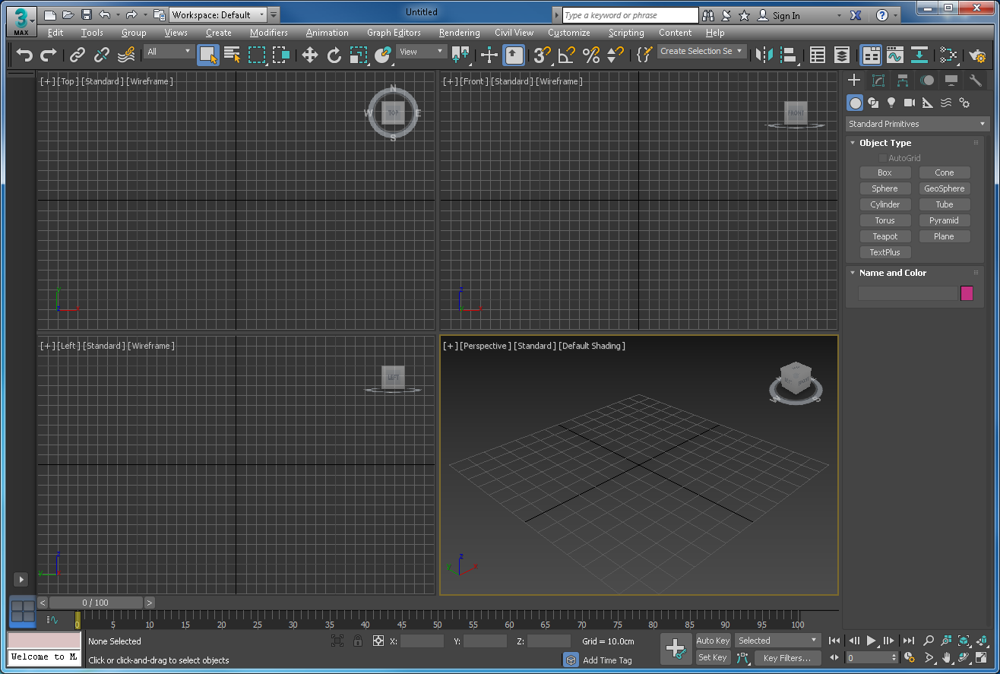 Workspace: Default
Untitled
Type a keyword or phrase
Sign In
3
MAX
Edit Tools Group Views Create Modifiers Animation Graph Editors Rendering Civil View Customize Scripting Content Help
All
View
3
Create Selection Se
[+] [Top] [Standard] [Wireframe]
N
W TOP E
S
y
x
[+] [Front] [Standard] [Wireframe]
FRONT
z
x
[+] [Left] [Standard] [Wireframe]
LEFT
z
y
[+] [Perspective] [Standard] [Default Shading]
z
y x
Standard Primitives
Object Type
AutoGrid
Box Cone
Sphere GeoSphere
Cylinder Tube
Torus Pyramid
Teapot Plane
TextPlus
Name and Color
< 0 / 100 >
0 5 10 15 20 25 30 35 40 45 50 55 60 65 70 75 80 85 90 95 100
None Selected
X: Y: Z: Grid = 10.0cm
Auto Key Selected
Welcome to M
Click or click-and-drag to select objects
Add Time Tag
Set Key Key Filters...
0